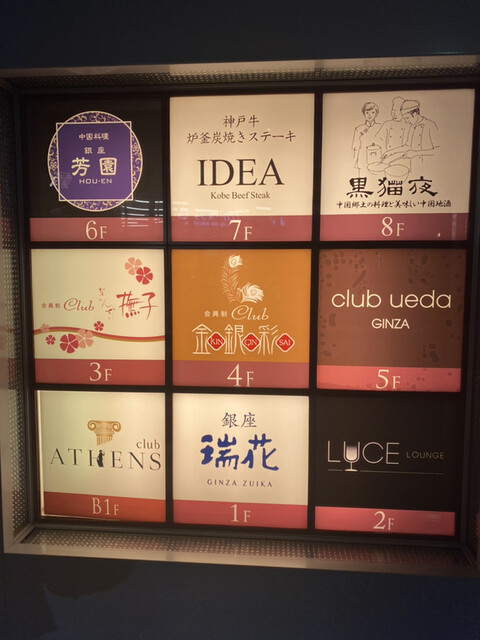 中国料理
銀座
芳園
HOU-EN
6F
神戸牛
炉釜炭焼きステーキ
IDEA
Kobe Beef Steak
7F
黒猫夜
中国郷土の料理と美味しい中国地酒
8F
会員制 Club なでし 撫子
3F
会員制 Club
金銀彩
KIN GIN SAI
4F
club ueda
GINZA
5F
club
ATHENS
B1F
銀座
瑞花
GINZA ZUIKA
1F
LUCE LOUNGE
2F